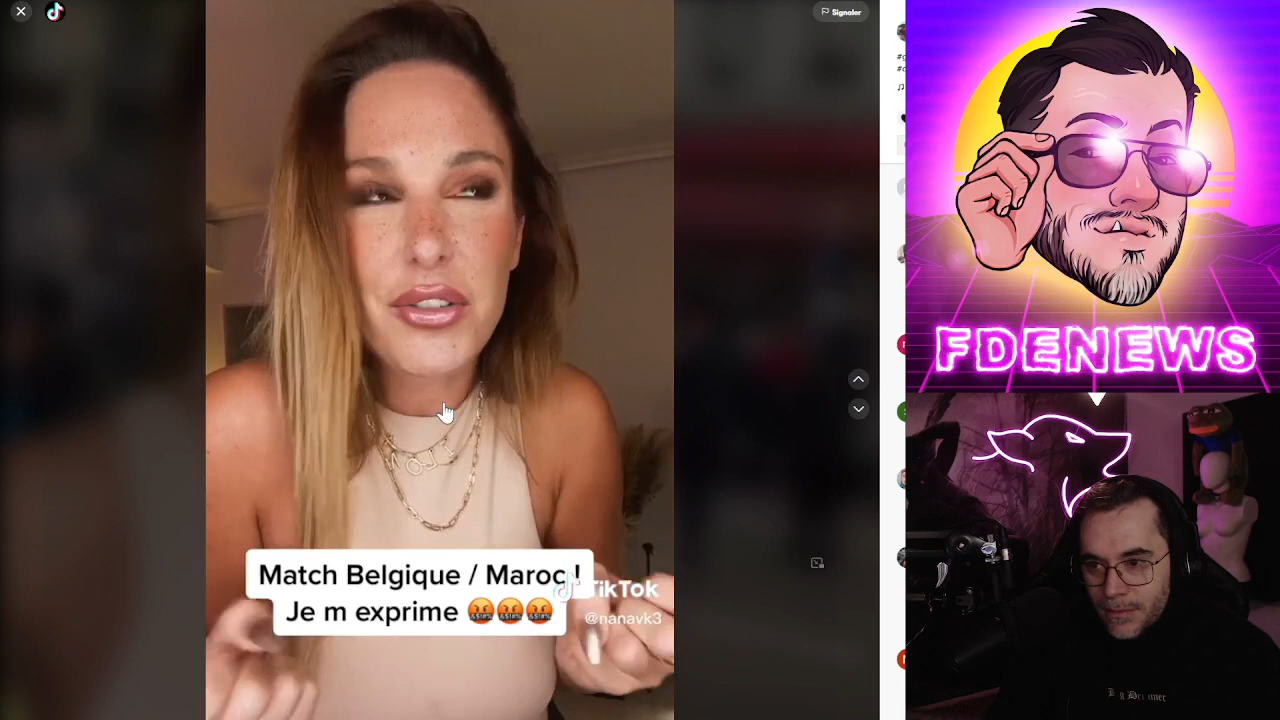 Signaler
FDENEWS
Match Belgique / Maroc !
Je m exprime
TikTok
@nanavk3